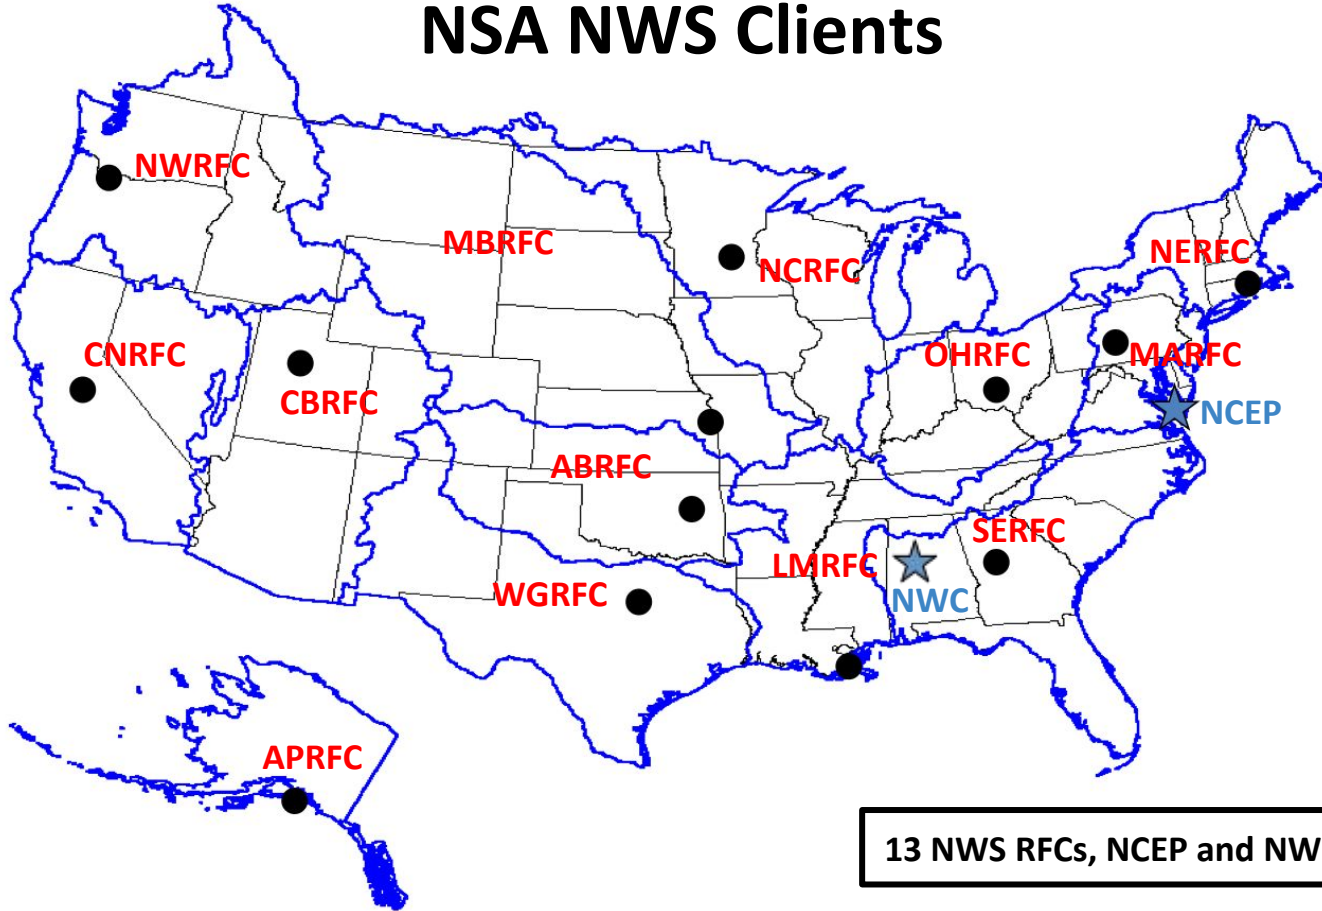 NSA NWS Clients
NWRFC
MBRFC
NCRFC
NERFC
CNRFC
CBRFC
OHRFC
MARFC
NCEP
ABRFC
SERFC
LMRFC
WGRFC
NWC
APRFC
13 NWS RFCs, NCEP and NW